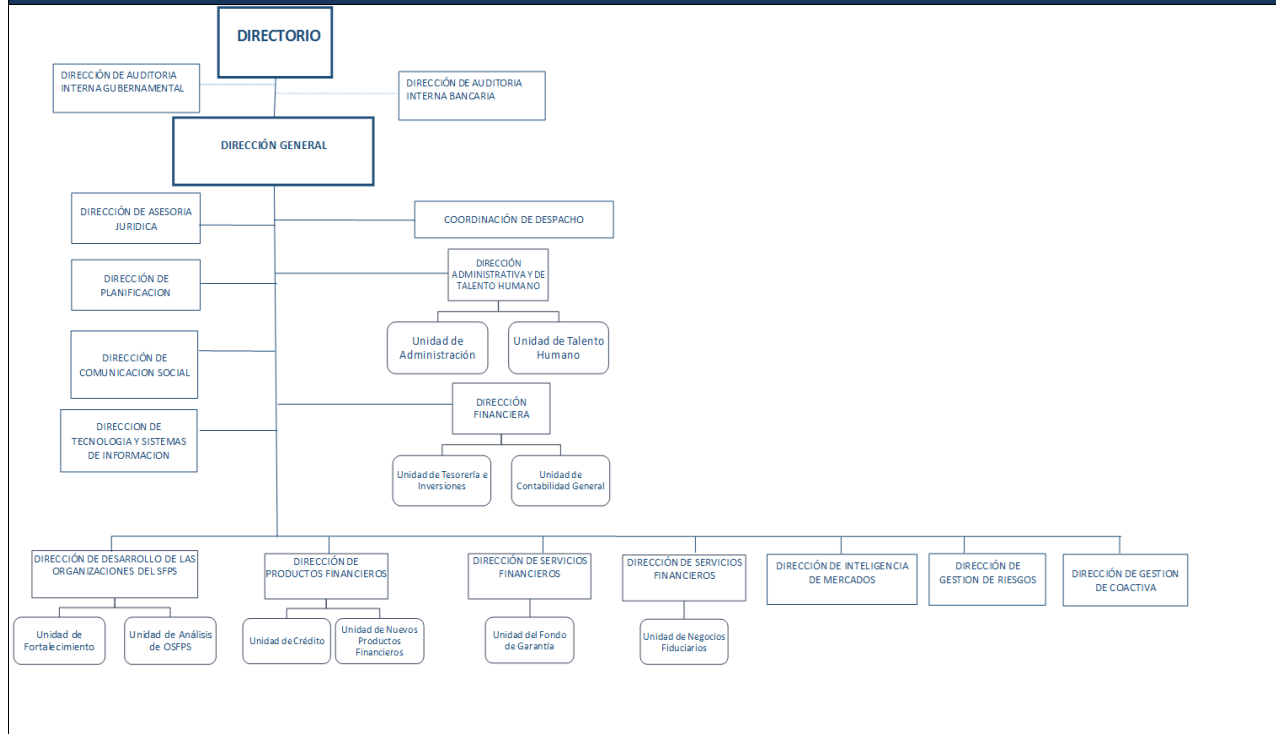 DIRECTORIO
DIRECCIÓN DE AUDITORIA
INTERNA GUBERNAMENTAL
DIRECCIÓN DE AUDITORIA
INTERNA BANCARIA
DIRECCIÓN GENERAL
DIRECCIÓN DE ASESORIA
JURIDICA
COORDINACIÓN DE DESPACHO
DIRECCIÓN
ADMINISTRATIVA Y DE
TALENTO HUMANO
DIRECCIÓN DE
PLANIFICACION
Unidad de
Administración
Unidad de Talento
Humano
DIRECCIÓN DE
COMUNICACION SOCIAL
DIRECCIÓN
FINANCIERA
DIRECCION DE
TECNOLOGIA Y SISTEMAS
DE INFORMACION
Unidad de Tesorería e
Inversiones
Unidad de
Contabilidad General
DIRECCIÓN DE DESARROLLO DE LAS
ORGANIZACIONES DEL SFPS
DIRECCIÓN DE
PRODUCTOS FINANCIEROS
DIRECCIÓN DE SERVICIOS
FINANCIEROS
DIRECCIÓN DE SERVICIOS
FINANCIEROS
DIRECCIÓN DE INTELIGENCIA
DE MERCADOS
DIRECCIÓN DE
GESTION DE RIESGOS
DIRECCIÓN DE GESTION
DE COACTIVA
Unidad de
Fortalecimiento
Unidad de Análisis
de OSFPS
Unidad de Crédito
Unidad de Nuevos
Productos
Financieros
Unidad del Fondo
de Garantía
Unidad de Negocios
Fiduciarios